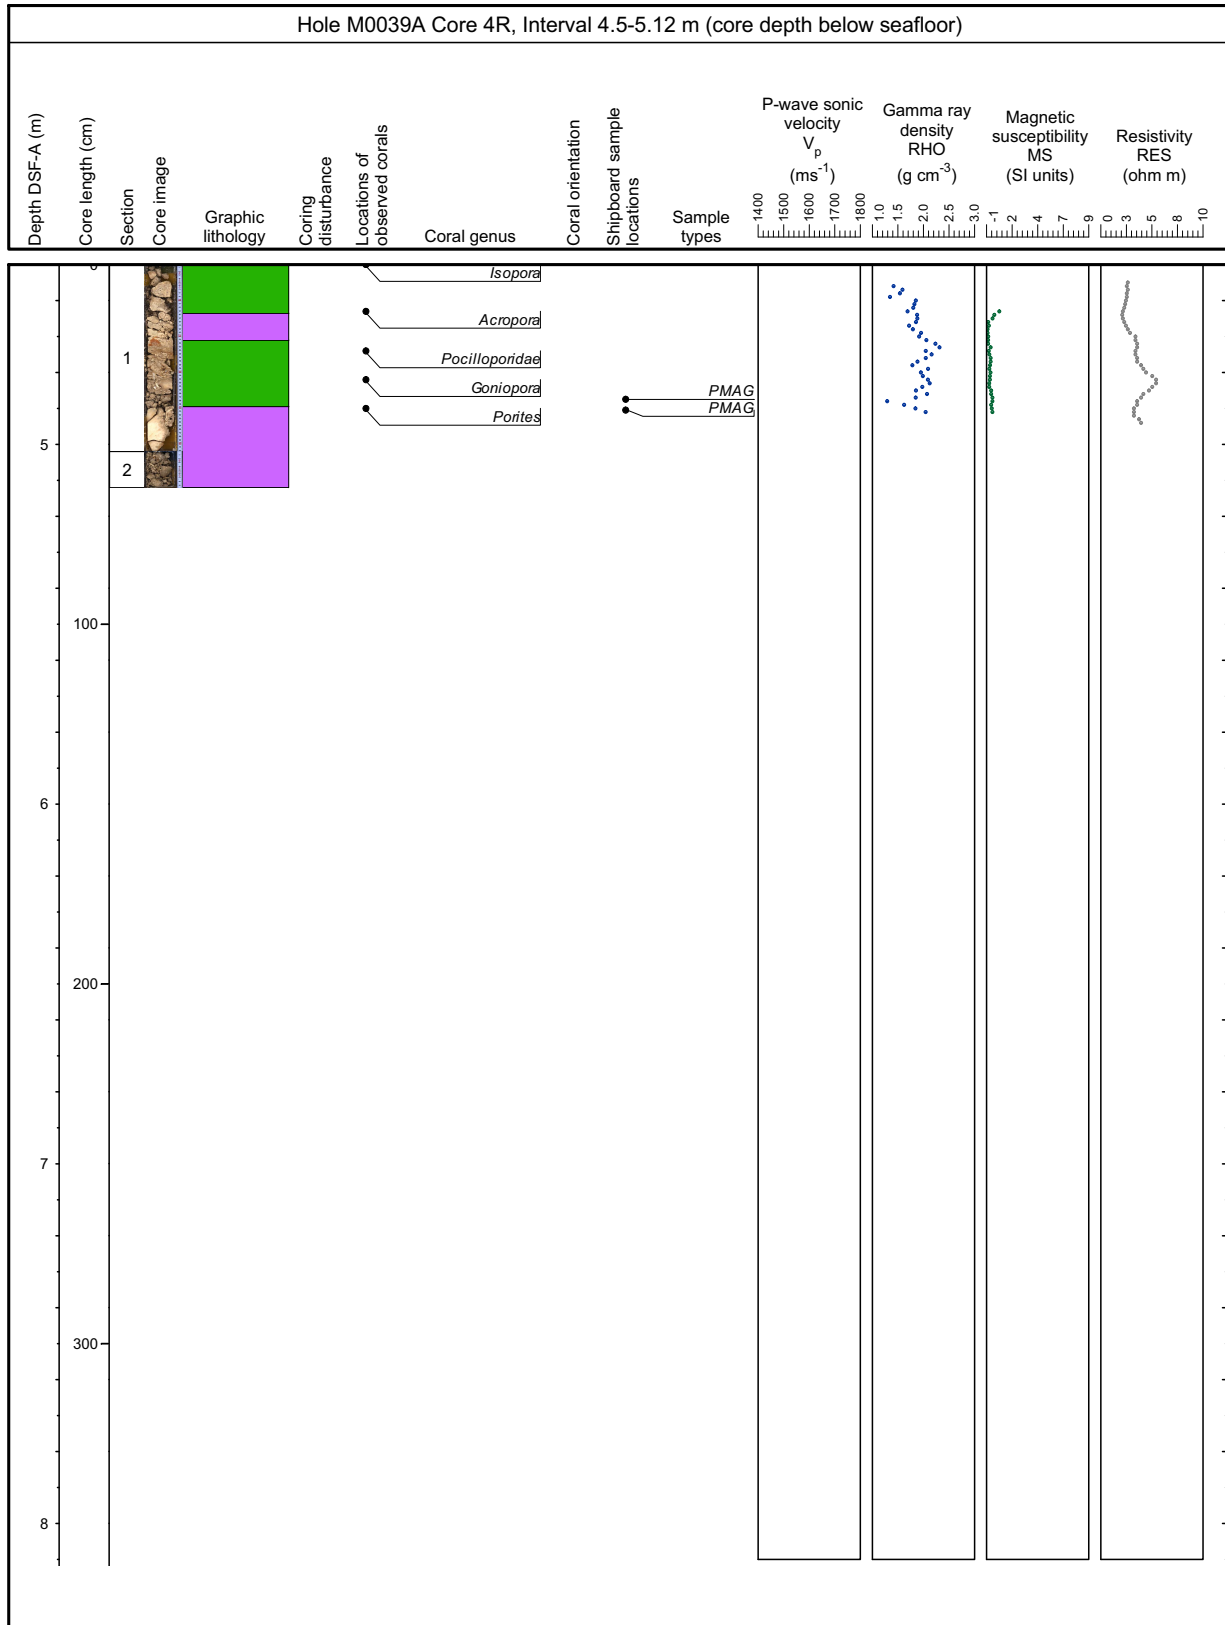 Hole M0039A Core 4R, Interval 4.5-5.12 m (core depth below seafloor)
Depth DSF-A (m)
Core length (cm)
Section
Core image
Graphic
lithology
Coring
disturbance
Locations of
observed corals
Coral genus
Coral orientation
Shipboard sample
locations
Sample
types
P-wave sonic
velocity
Vp
(ms-1)
1400 1500 1600 1700 1800
Gamma ray
density
RHO
(g cm-3)
1.0 1.5 2.0 2.5 3.0
Magnetic
susceptibility
MS
(SI units)
-1 2 4 7 9
Resistivity
RES
(ohm m)
0 3 5 8 10
0
Isopora
Acropora
1
Pocilloporidae
Goniopora
PMAG
PMAG
Porites
5
2
100
6
200
7
300
8